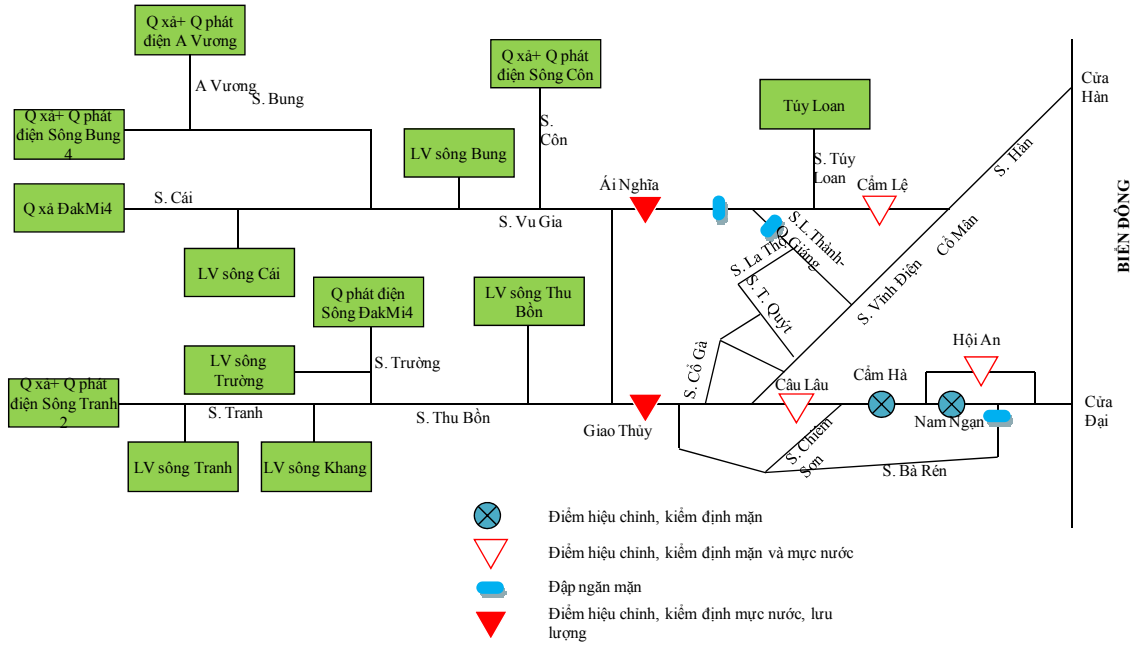 Q xả+ Q phát
điện A Vương
Q xả+ Q phát
điện Sông Côn
Cửa
Hàn
A Vương
S. Bung
Q xả+ Q phát
điện Sông Bung
4
S.
Côn
Túy Loan
LV sông Bung
S. Túy
Loan
S. Hàn
Q xả ĐakMi4
S. Cái
Ái Nghĩa
Cẩm Lệ
S. Vu Gia
S.L. Thành-
Q Giáng
Cổ Mân
BIỂN ĐÔNG
LV sông Cái
S. La Thọ
Q phát điện
Sông ĐakMi4
LV sông Thu
Bồn
S. T. Quýt
S. Vĩnh Điện
LV sông
Trường
S. Trường
S. Cổ Gà
Hội An
Q xả+ Q phát
điện Sông Tranh
2
Câu Lâu
Cẩm Hà
S. Tranh
S. Thu Bồn
Giao Thủy
Nam Ngạn
Cửa
Đại
LV sông Tranh
LV sông Khang
S. Chiêm
Sơn
S. Bà Rén
Điểm hiệu chỉnh, kiểm định mặn
Điểm hiệu chỉnh, kiểm định mặn và mực nước
Đập ngăn mặn
Điểm hiệu chỉnh, kiểm định mực nước, lưu
lượng